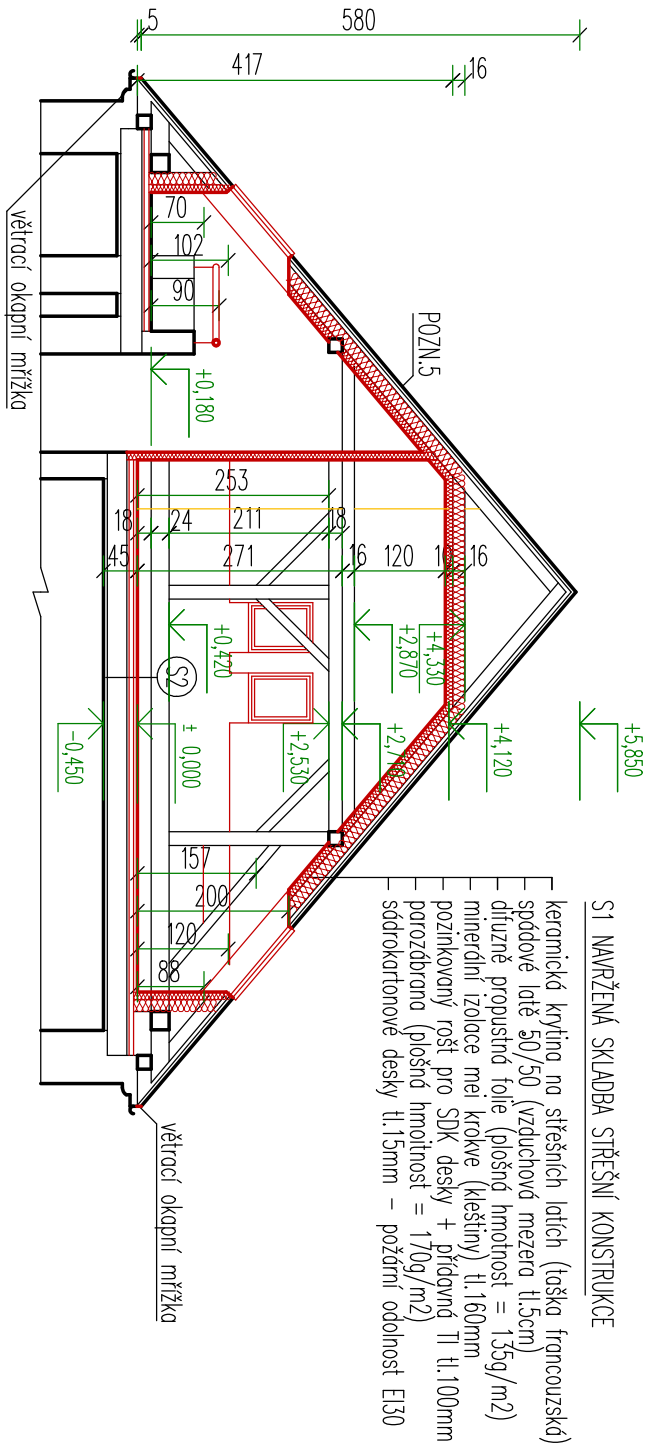 5
580
417
16
větrací okapní mřížka
70
102
90
POZN.5
+0,180
253
18
24
211
18
45
271
16
120
16
+0,420
+2,870
+4,330
S2
-0,450
± 0,000
+2,530
+4,120
+5,850
157
200
120
88
větrací okapní mřížka
S1 NAVRŽENÁ SKLADBA STŘEŠNÍ KONSTRUKCE
keramická krytina na střešních latích (taška francouzská)
spádové latě 50/50 (vzduchová mezera tl.5cm)
difuzně propustná folie (plošná hmotnost = 135g/m2)
minerální izolace mei krokve (kleštiny) tl.160mm
pozinkovaný rošt pro SDK desky + přídavná TI tl.100mm
parozábrana (plošná hmoitnost = 170g/m2)
sádrokartonové desky tl.15mm - požární odolnost EI30